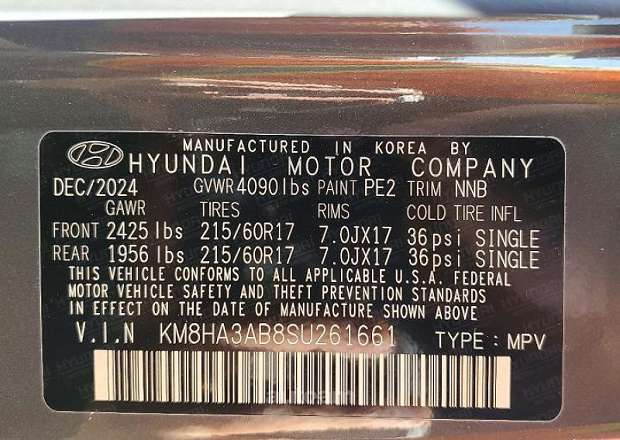 MANUFACTURED IN KOREA BY
HYUNDAI MOTOR COMPANY
DEC/2024 GVWR 4090lbs PAINT PE2 TRIM NNB
GAWR TIRES RIMS COLD TIRE INFL
FRONT 2425 lbs 215/60R17 7.0JX17 36psi SINGLE
REAR 1956 lbs 215/60R17 7.0JX17 36psi SINGLE
THIS VEHICLE CONFORMS TO ALL APPLICABLE U.S.A. FEDERAL
MOTOR VEHICLE SAFETY AND THEFT PREVENTION STANDARDS
IN EFFECT ON THE DATE OF MANUFACTURE SHOWN ABOVE
V.I.N KM8HA3AB8SU261661 TYPE : MPV